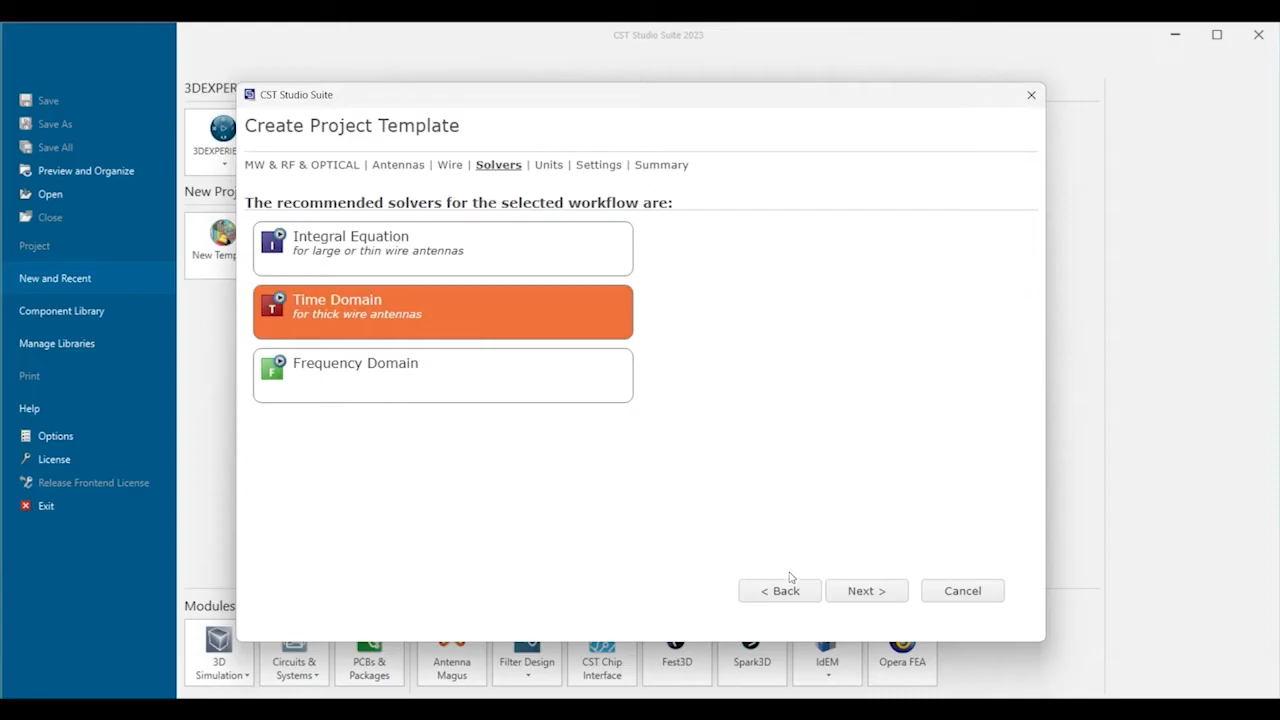 CST Studio Suite 2023
Save
Save As
Save All
Preview and Organize
Open
Close
Project
New and Recent
Component Library
Manage Libraries
Print
Help
Options
License
Release Frontend License
Exit
3DEXPER
3DEXPERIE
New Proj
New Temp
CST Studio Suite
Create Project Template
MW & RF & OPTICAL | Antennas | Wire | Solvers | Units | Settings | Summary
The recommended solvers for the selected workflow are:
I
Integral Equation
for large or thin wire antennas
T
Time Domain
for thick wire antennas
F
Frequency Domain
< Back
Next >
Cancel
Modules
3D
Simulation
Circuits &
Systems
PCBs &
Packages
Antenna
Magus
Filter Design
CST Chip
Interface
Fest3D
Spark3D
IdEM
Opera FEA